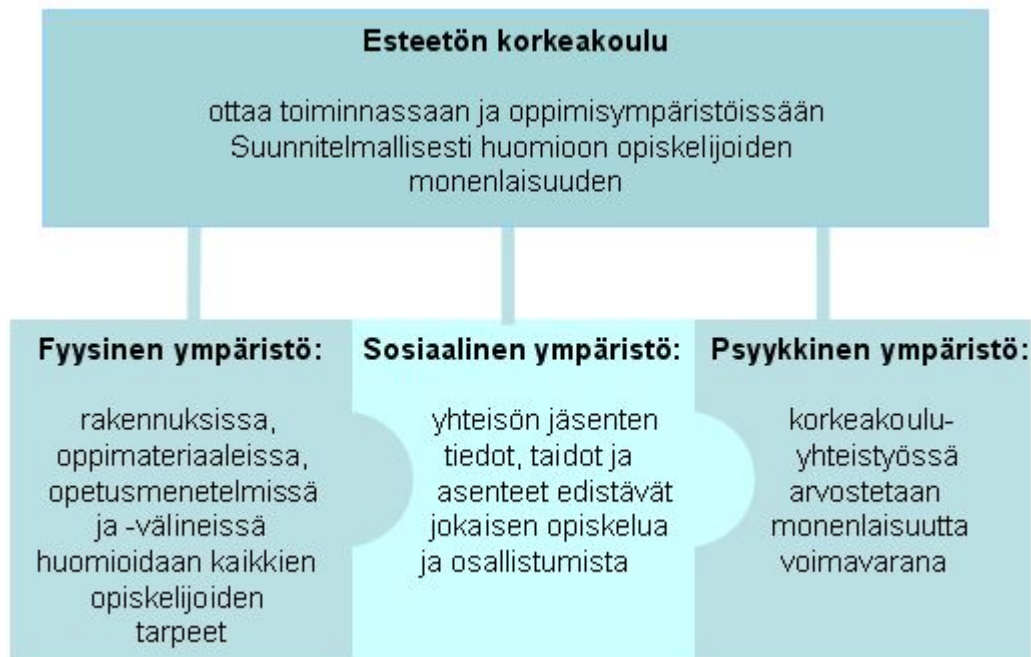 Esteetön korkeakoulu
ottaa toiminnassaan ja oppimisympäristöissään
Suunnitelmallisesti huomioon opiskelijoiden
monenlaisuuden
Fyysinen ympäristö:
rakennuksissa,
oppimateriaaleissa,
opetusmenetelmissä
ja -välineissä
huomioidaan kaikkien
opiskelijoiden
tarpeet
Sosiaalinen ympäristö:
yhteisön jäsenten
tiedot, taidot ja
asenteet edistävät
jokaisen opiskelua
ja osallistumista
Psyykkinen ympäristö:
korkeakoulu-
yhteistyössä
arvostetaan
monenlaisuutta
voimavarana